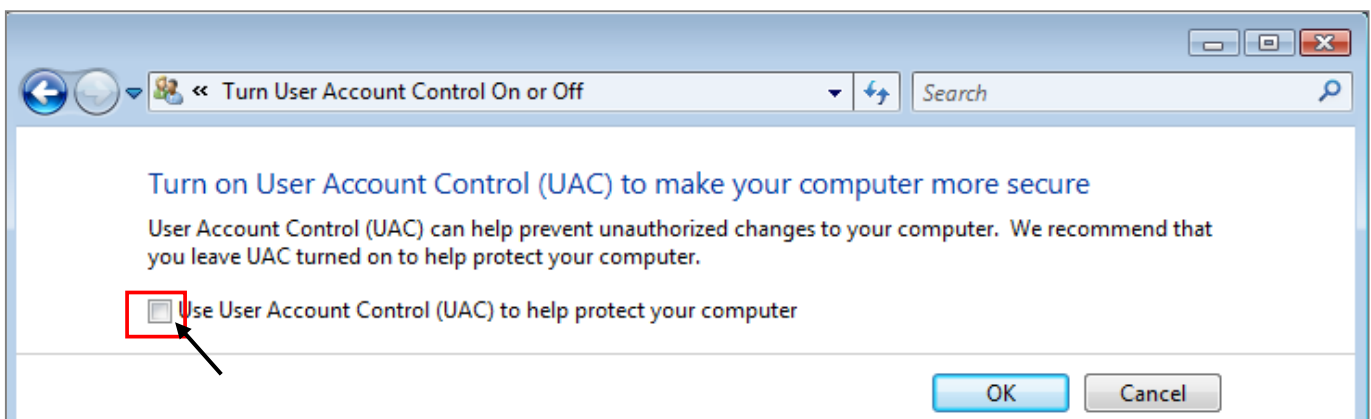 « Turn User Account Control On or Off
Search
Turn on User Account Control (UAC) to make your computer more secure
User Account Control (UAC) can help prevent unauthorized changes to your computer.  We recommend that
you leave UAC turned on to help protect your computer.
Use User Account Control (UAC) to help protect your computer
OK
Cancel